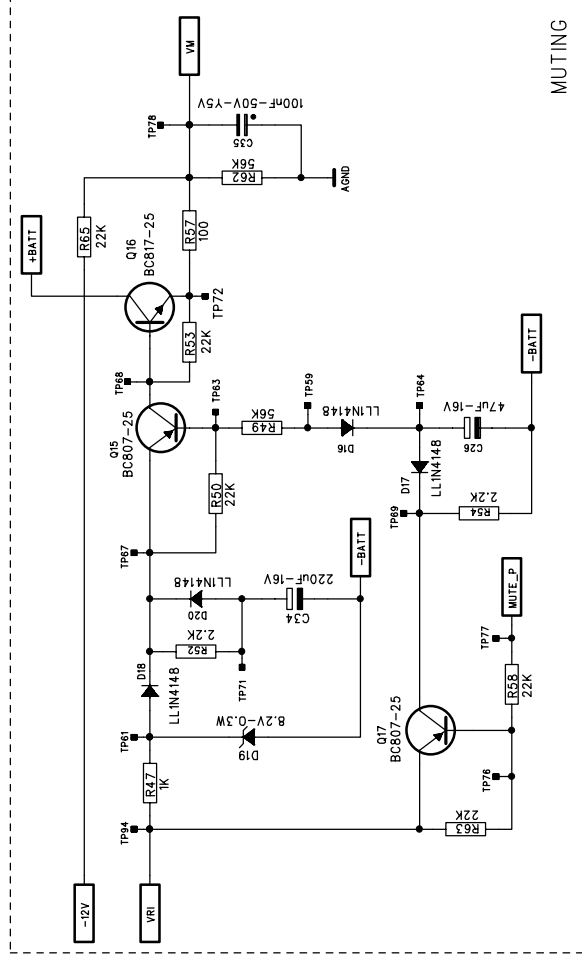 MUTING
VM
TP78
100nF-50V-Y5V
C35
56K
R62
AGND
R65
22K
+BATT
Q16
BC817-25
R57
100
TP72
R53
22K
TP68
Q15
BC807-25
TP63
R49
56K
TP59
D16
LL1N4148
TP64
C26
47uF-16V
-BATT
R50
22K
TP67
D17
LL1N4148
TP69
R54
2.2K
D20
LL1N4148
C34
220uF-16V
-BATT
R52
2.2K
TP71
D18
LL1N4148
TP61
D19
8.2V-0.3W
R47
1K
TP94
Q17
BC807-25
MUTE_P
TP77
R58
22K
TP76
R63
22K
-12V
VRI